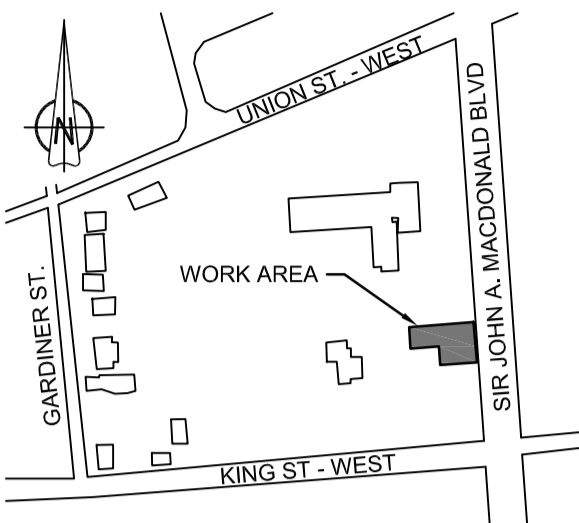 UNION ST. - WEST
N
SIR JOHN A. MACDONALD BLVD
WORK AREA
GARDINER ST.
KING ST - WEST